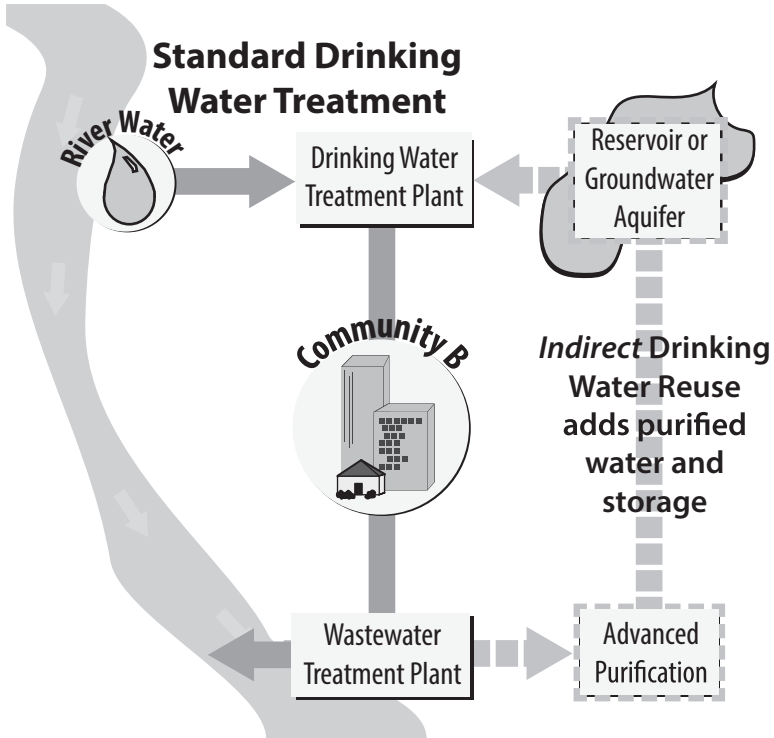 Standard Drinking
Water Treatment
River Water
Drinking Water
Treatment Plant
Reservoir or
Groundwater
Aquifer
Community B
Indirect Drinking
Water Reuse
adds purified
water and
storage
Wastewater
Treatment Plant
Advanced
Purification